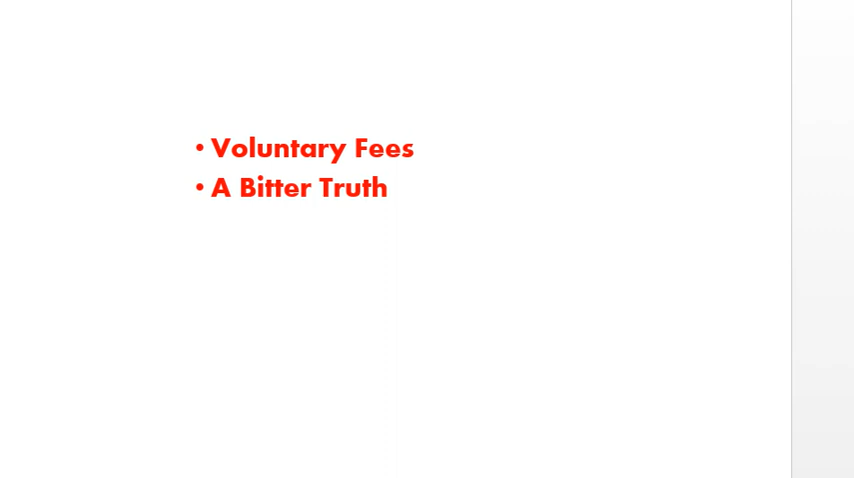 • Voluntary Fees
• A Bitter Truth